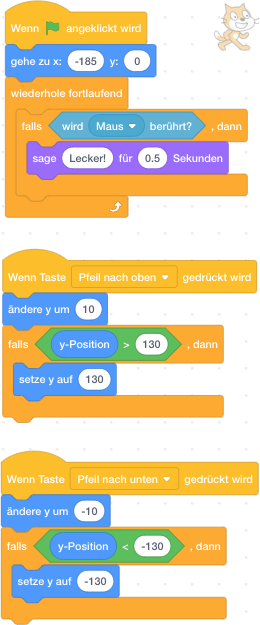 Wenn angeklickt wird
gehe zu x: -185 y: 0
wiederhole fortlaufend
falls wird Maus berührt? , dann
sage Lecker! für 0.5 Sekunden
Wenn Taste Pfeil nach oben gedrückt wird
ändere y um 10
falls y-Position > 130 , dann
setze y auf 130
Wenn Taste Pfeil nach unten gedrückt wird
ändere y um -10
falls y-Position < -130 , dann
setze y auf -130